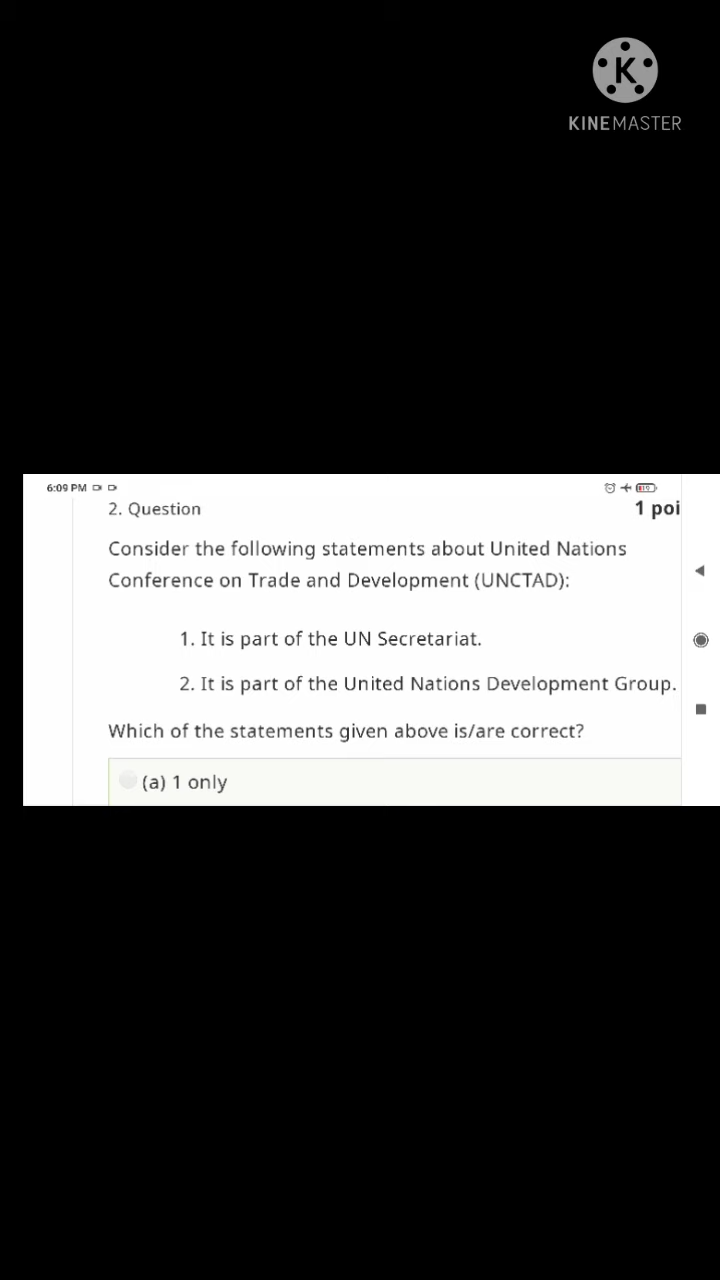 KINEMASTER
6:09 PM
2. Question
1 poi
Consider the following statements about United Nations
Conference on Trade and Development (UNCTAD):
1. It is part of the UN Secretariat.
2. It is part of the United Nations Development Group.
Which of the statements given above is/are correct?
(a) 1 only